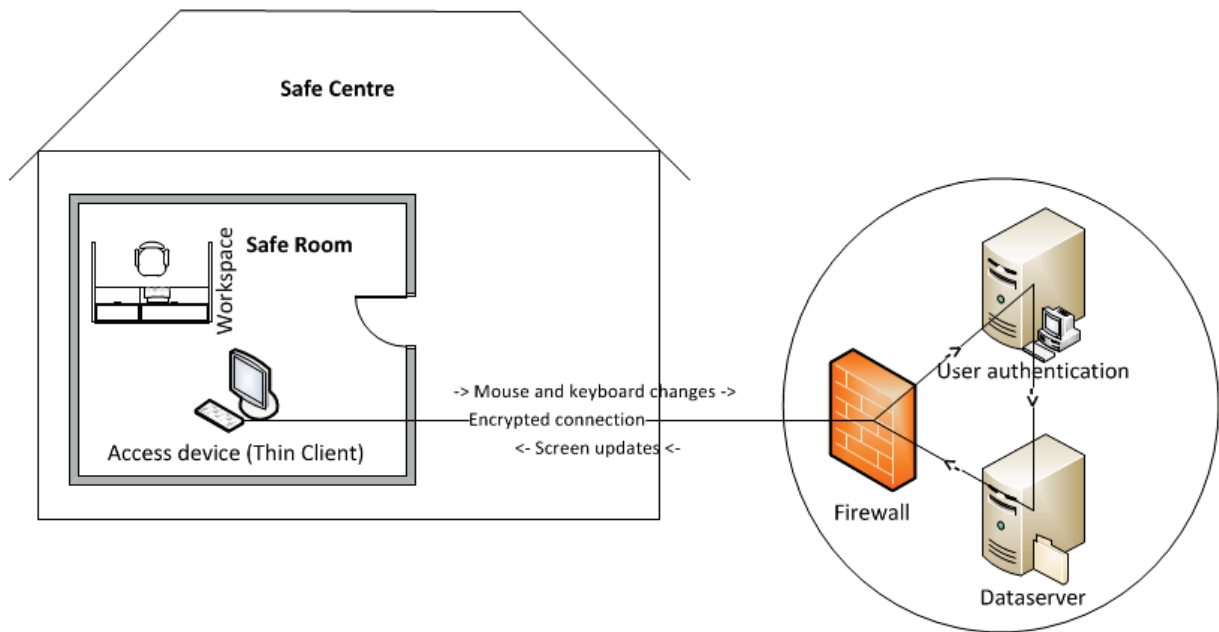 Safe Centre
Safe Room
Workspace
Access device (Thin Client)
-> Mouse and keyboard changes ->
Encrypted connection
<- Screen updates <-
Firewall
User authentication
Dataserver